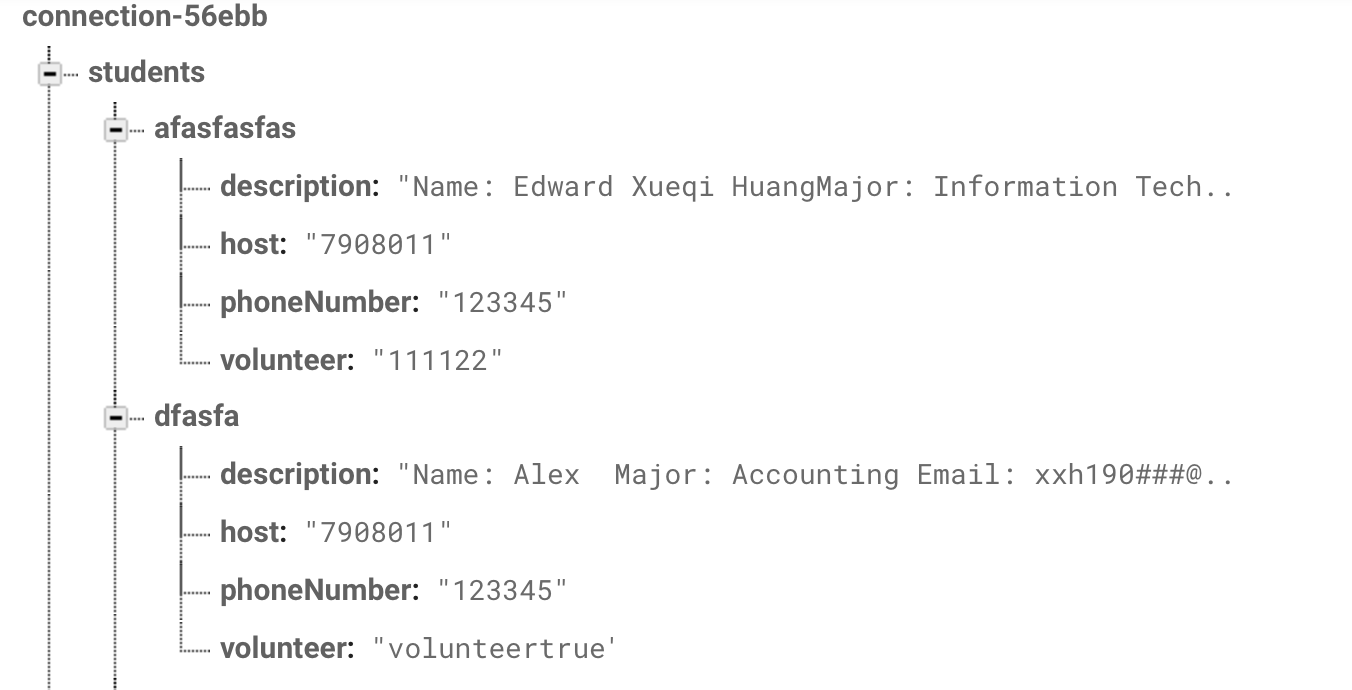 connection-56ebb
students
afasfasfas
description: "Name: Edward Xueqi HuangMajor: Information Tech..
host: "7908011"
phoneNumber: "123345"
volunteer: "111122"
dfasfa
description: "Name: Alex  Major: Accounting Email: xxh190###@..
host: "7908011"
phoneNumber: "123345"
volunteer: "volunteertrue'